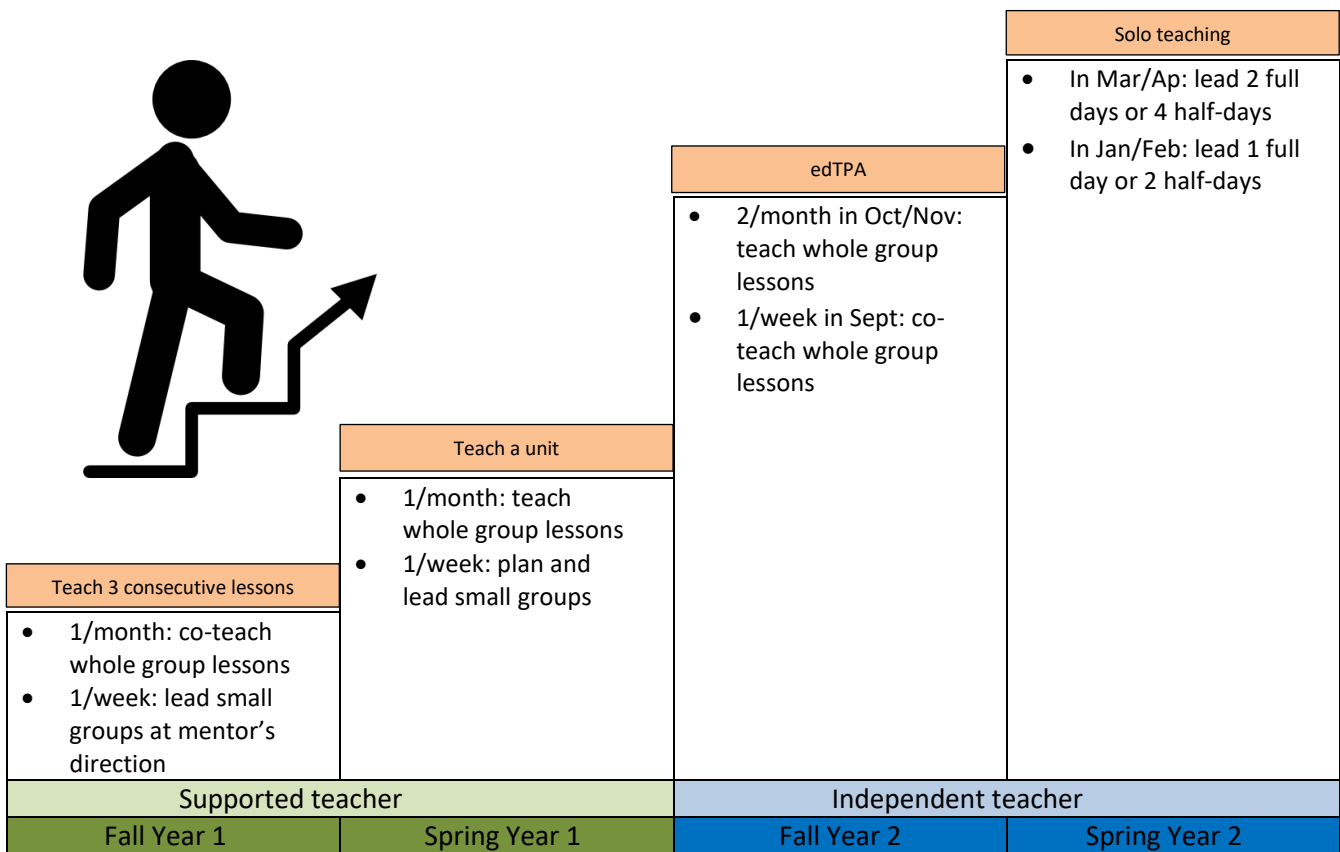 Solo teaching
• In Mar/Ap: lead 2 full
days or 4 half-days
• In Jan/Feb: lead 1 full
day or 2 half-days
edTPA
• 2/month in Oct/Nov:
teach whole group
lessons
• 1/week in Sept: co-
teach whole group
lessons
Teach a unit
• 1/month: teach
whole group lessons
• 1/week: plan and
lead small groups
Teach 3 consecutive lessons
• 1/month: co-teach
whole group lessons
• 1/week: lead small
groups at mentor’s
direction
Supported teacher
Independent teacher
Fall Year 1
Spring Year 1
Fall Year 2
Spring Year 2